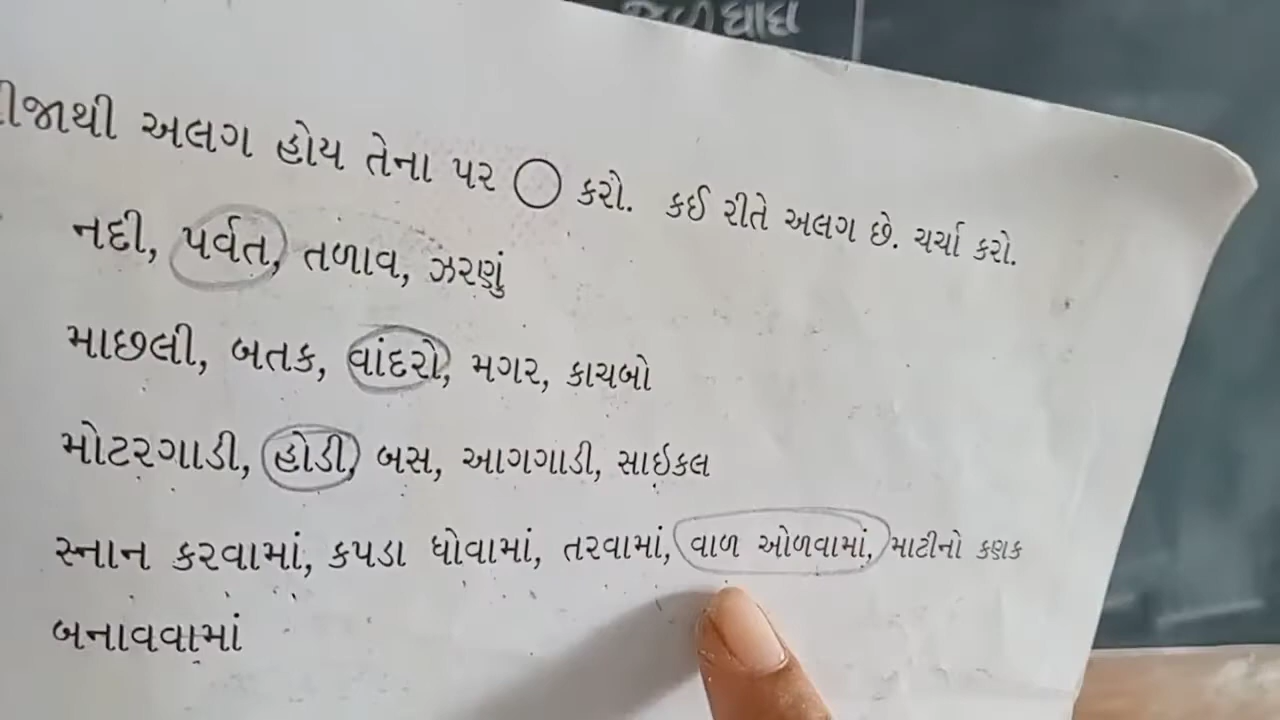 અલગ હોય તેના પર ◯ કરો. કઈ રીતે અલગ છે. ચર્ચા કરો.
નદી, પર્વત, તળાવ, ઝરણું
માછલી, બતક, વાંદરો, મગર, કાચબો
મોટરગાડી, હોડી, બસ, આગગાડી, સાઇકલ
સ્નાન કરવામાં, કપડા ધોવામાં, તરવામાં, વાળ ઓળવામાં, માટીનો કણક
બનાવવામાં